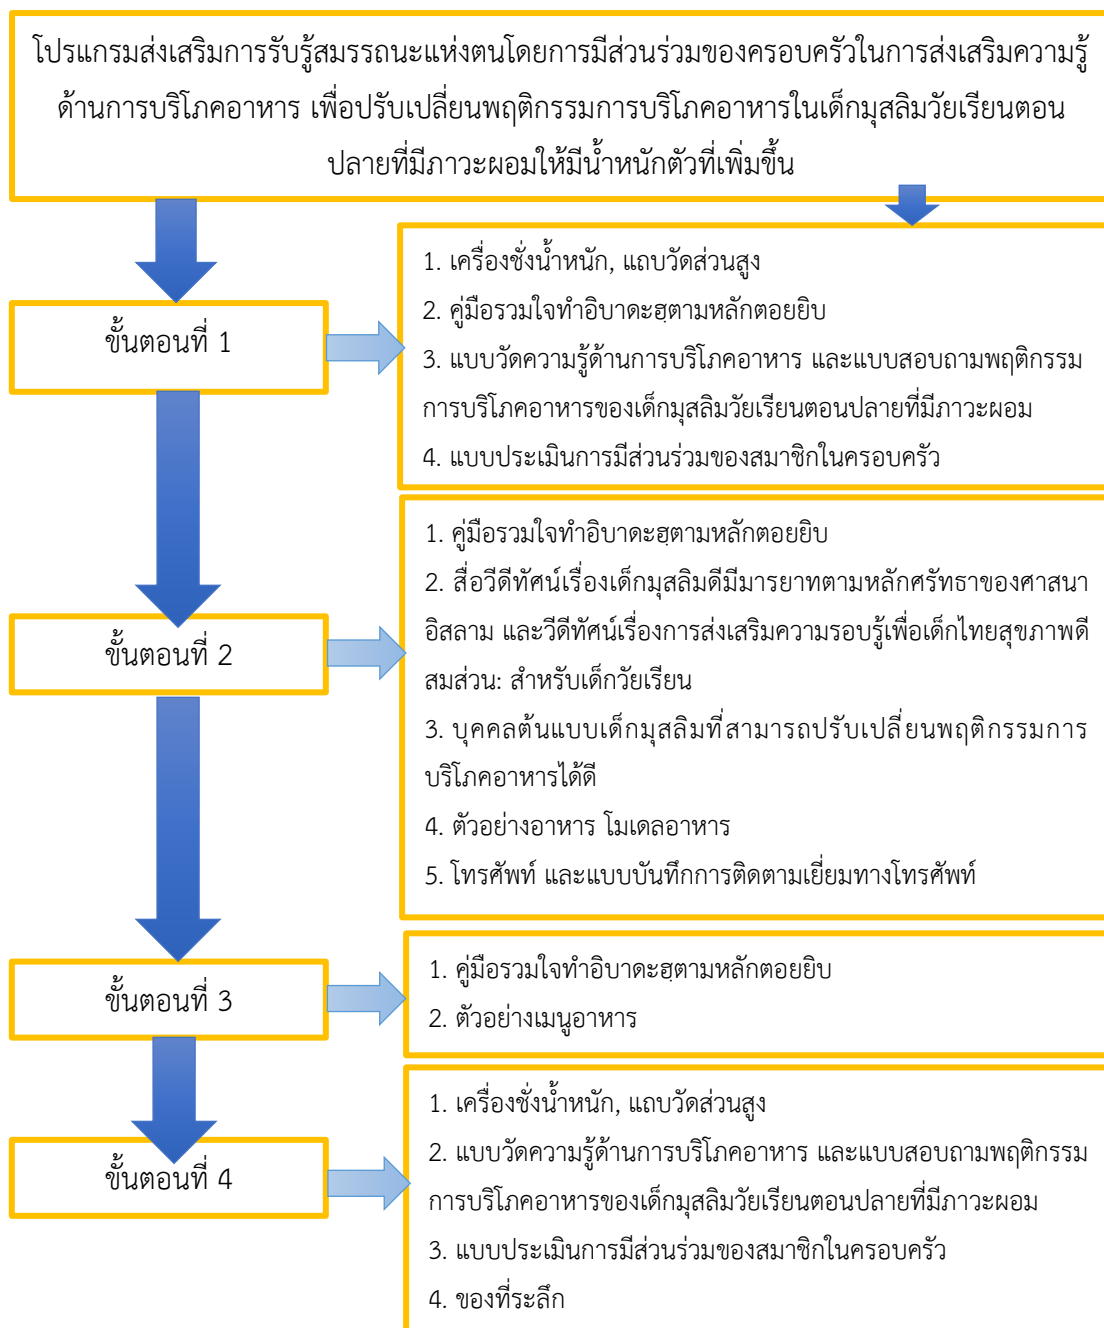 โปรแกรมส่งเสริมการรับรู้สมรรถนะแห่งตนโดยการมีส่วนร่วมของครอบครัวในการส่งเสริมความรู้
ด้านการบริโภคอาหาร เพื่อปรับเปลี่ยนพฤติกรรมการบริโภคอาหารในเด็กมุสลิมวัยเรียนตอน
ปลายที่มีภาวะผอมให้มีน้ำหนักตัวที่เพิ่มขึ้น
ขั้นตอนที่ 1
1. เครื่องชั่งน้ำหนัก, แถบวัดส่วนสูง
2. คู่มือรวมใจทำอิบาดะฮฺตามหลักตอยยิบ
3. แบบวัดความรู้ด้านการบริโภคอาหาร และแบบสอบถามพฤติกรรม
การบริโภคอาหารของเด็กมุสลิมวัยเรียนตอนปลายที่มีภาวะผอม
4. แบบประเมินการมีส่วนร่วมของสมาชิกในครอบครัว
ขั้นตอนที่ 2
1. คู่มือรวมใจทำอิบาดะฮฺตามหลักตอยยิบ
2. สื่อวีดีทัศน์เรื่องเด็กมุสลิมดีมีมารยาทตามหลักศรัทธาของศาสนา
อิสลาม และวีดีทัศน์เรื่องการส่งเสริมความรอบรู้เพื่อเด็กไทยสุขภาพดี
สมส่วน: สำหรับเด็กวัยเรียน
3. บุคคลต้นแบบเด็กมุสลิมที่สามารถปรับเปลี่ยนพฤติกรรมการ
บริโภคอาหารได้ดี
4. ตัวอย่างอาหาร โมเดลอาหาร
5. โทรศัพท์ และแบบบันทึกการติดตามเยี่ยมทางโทรศัพท์
ขั้นตอนที่ 3
1. คู่มือรวมใจทำอิบาดะฮฺตามหลักตอยยิบ
2. ตัวอย่างเมนูอาหาร
ขั้นตอนที่ 4
1. เครื่องชั่งน้ำหนัก, แถบวัดส่วนสูง
2. แบบวัดความรู้ด้านการบริโภคอาหาร และแบบสอบถามพฤติกรรม
การบริโภคอาหารของเด็กมุสลิมวัยเรียนตอนปลายที่มีภาวะผอม
3. แบบประเมินการมีส่วนร่วมของสมาชิกในครอบครัว
4. ของที่ระลึก